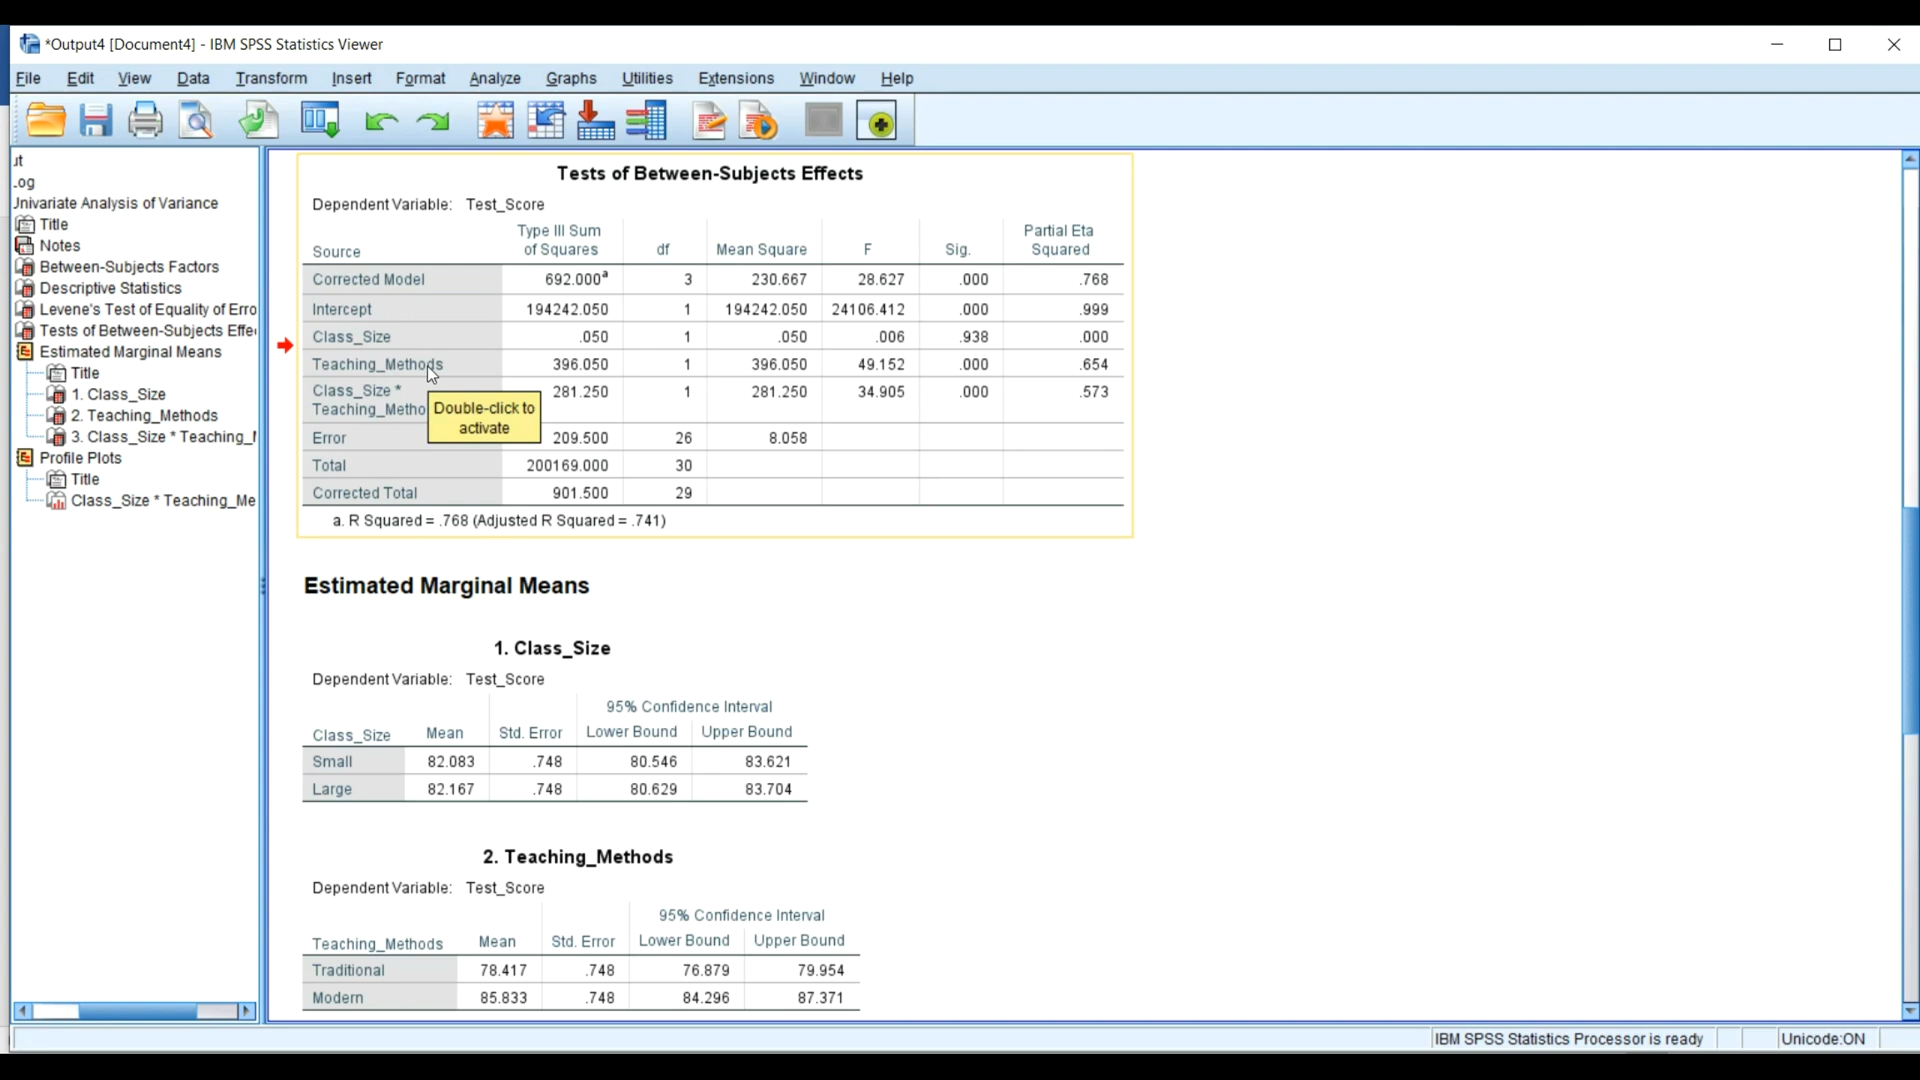 *Output4 [Document4] - IBM SPSS Statistics Viewer
File Edit View Data Transform Insert Format Analyze Graphs Utilities Extensions Window Help
ut
Log
Univariate Analysis of Variance
Title
Notes
Between-Subjects Factors
Descriptive Statistics
Levene's Test of Equality of Erro
Tests of Between-Subjects Effe
Estimated Marginal Means
Title
1. Class_Size
2. Teaching_Methods
3. Class_Size * Teaching_
Profile Plots
Title
Class_Size * Teaching_Me
Tests of Between-Subjects Effects
Dependent Variable: Test_Score
Source Type III Sum of Squares df Mean Square F Sig. Partial Eta Squared
Corrected Model 692.000a 3 230.667 28.627 .000 .768
Intercept 194242.050 1 194242.050 24106.412 .000 .999
Class_Size .050 1 .050 .006 .938 .000
Teaching_Methods 396.050 1 396.050 49.152 .000 .654
Class_Size * Teaching_Metho 281.250 1 281.250 34.905 .000 .573
Double-click to
activate
Error 209.500 26 8.058
Total 200169.000 30
Corrected Total 901.500 29
a. R Squared = .768 (Adjusted R Squared = .741)
Estimated Marginal Means
1. Class_Size
Dependent Variable: Test_Score
95% Confidence Interval
Class_Size Mean Std. Error Lower Bound Upper Bound
Small 82.083 .748 80.546 83.621
Large 82.167 .748 80.629 83.704
2. Teaching_Methods
Dependent Variable: Test_Score
95% Confidence Interval
Teaching_Methods Mean Std. Error Lower Bound Upper Bound
Traditional 78.417 .748 76.879 79.954
Modern 85.833 .748 84.296 87.371
IBM SPSS Statistics Processor is ready Unicode:ON